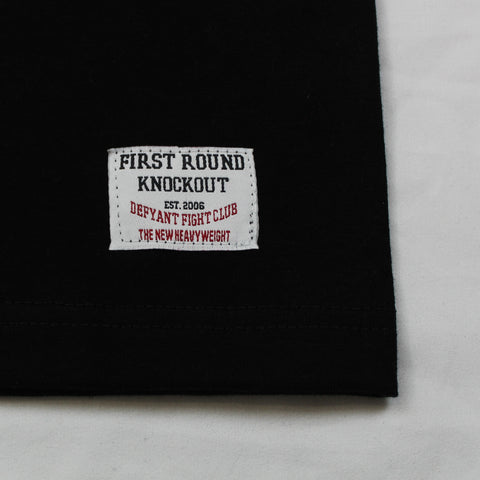 FIRST ROUND
KNOCKOUT
EST. 2006
DEFYANT FIGHT CLUB
THE NEW HEAVYWEIGHT